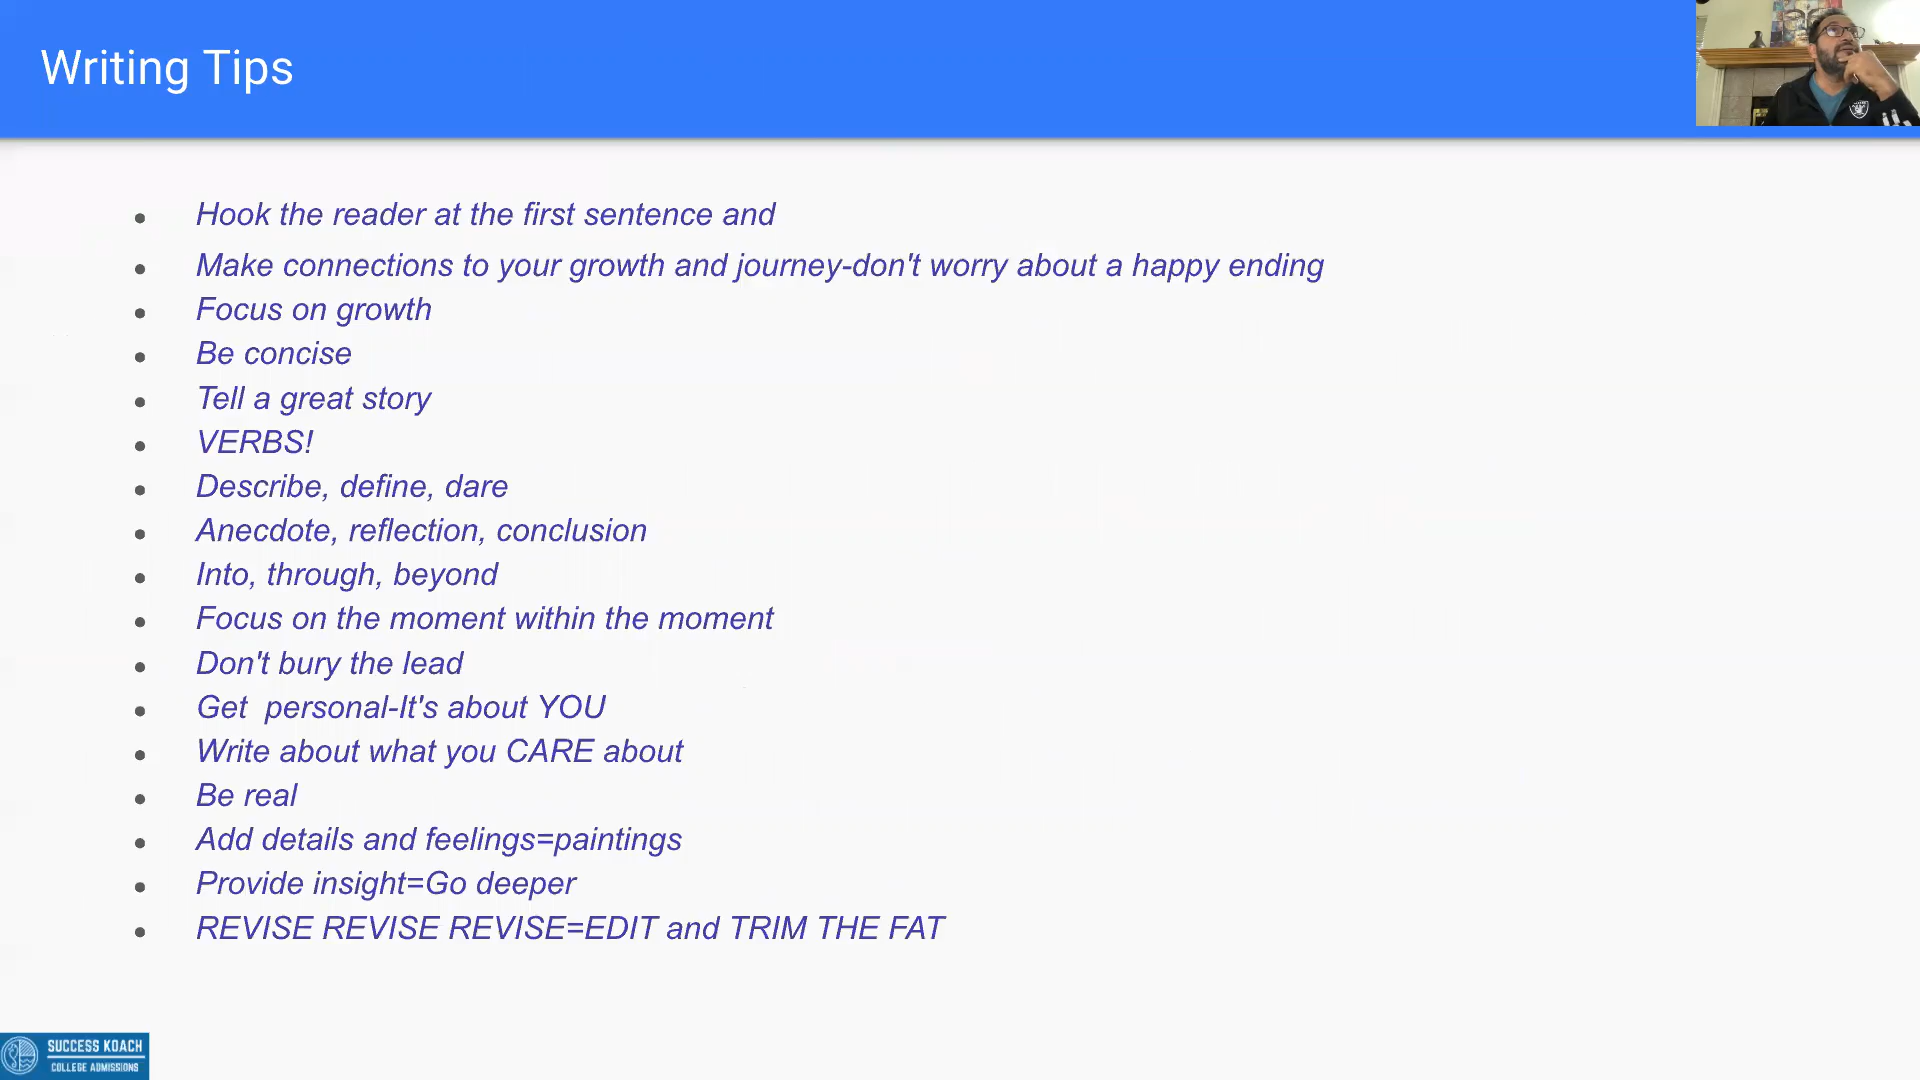 Writing Tips
Hook the reader at the first sentence and
Make connections to your growth and journey-don't worry about a happy ending
Focus on growth
Be concise
Tell a great story
VERBS!
Describe, define, dare
Anecdote, reflection, conclusion
Into, through, beyond
Focus on the moment within the moment
Don't bury the lead
Get  personal-It's about YOU
Write about what you CARE about
Be real
Add details and feelings=paintings
Provide insight=Go deeper
REVISE REVISE REVISE=EDIT and TRIM THE FAT
SUCCESS KOACH
COLLEGE ADMISSIONS